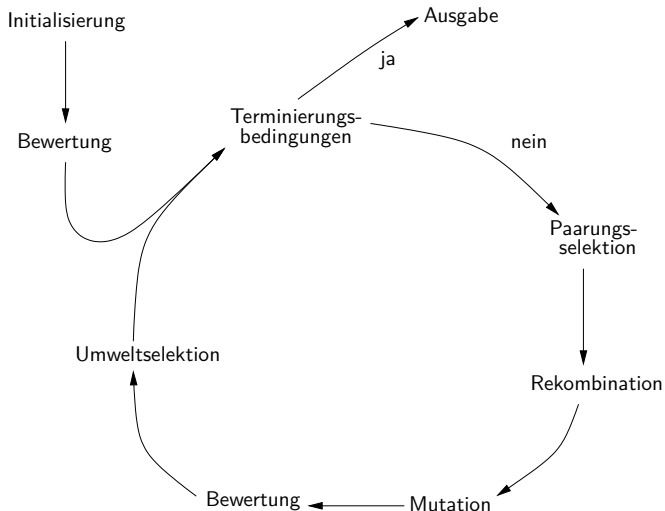 Initialisierung
Ausgabe
ja
Terminierungs-
bedingungen
Bewertung
nein
Paarungs-
selektion
Umweltselektion
Rekombination
Bewertung
Mutation